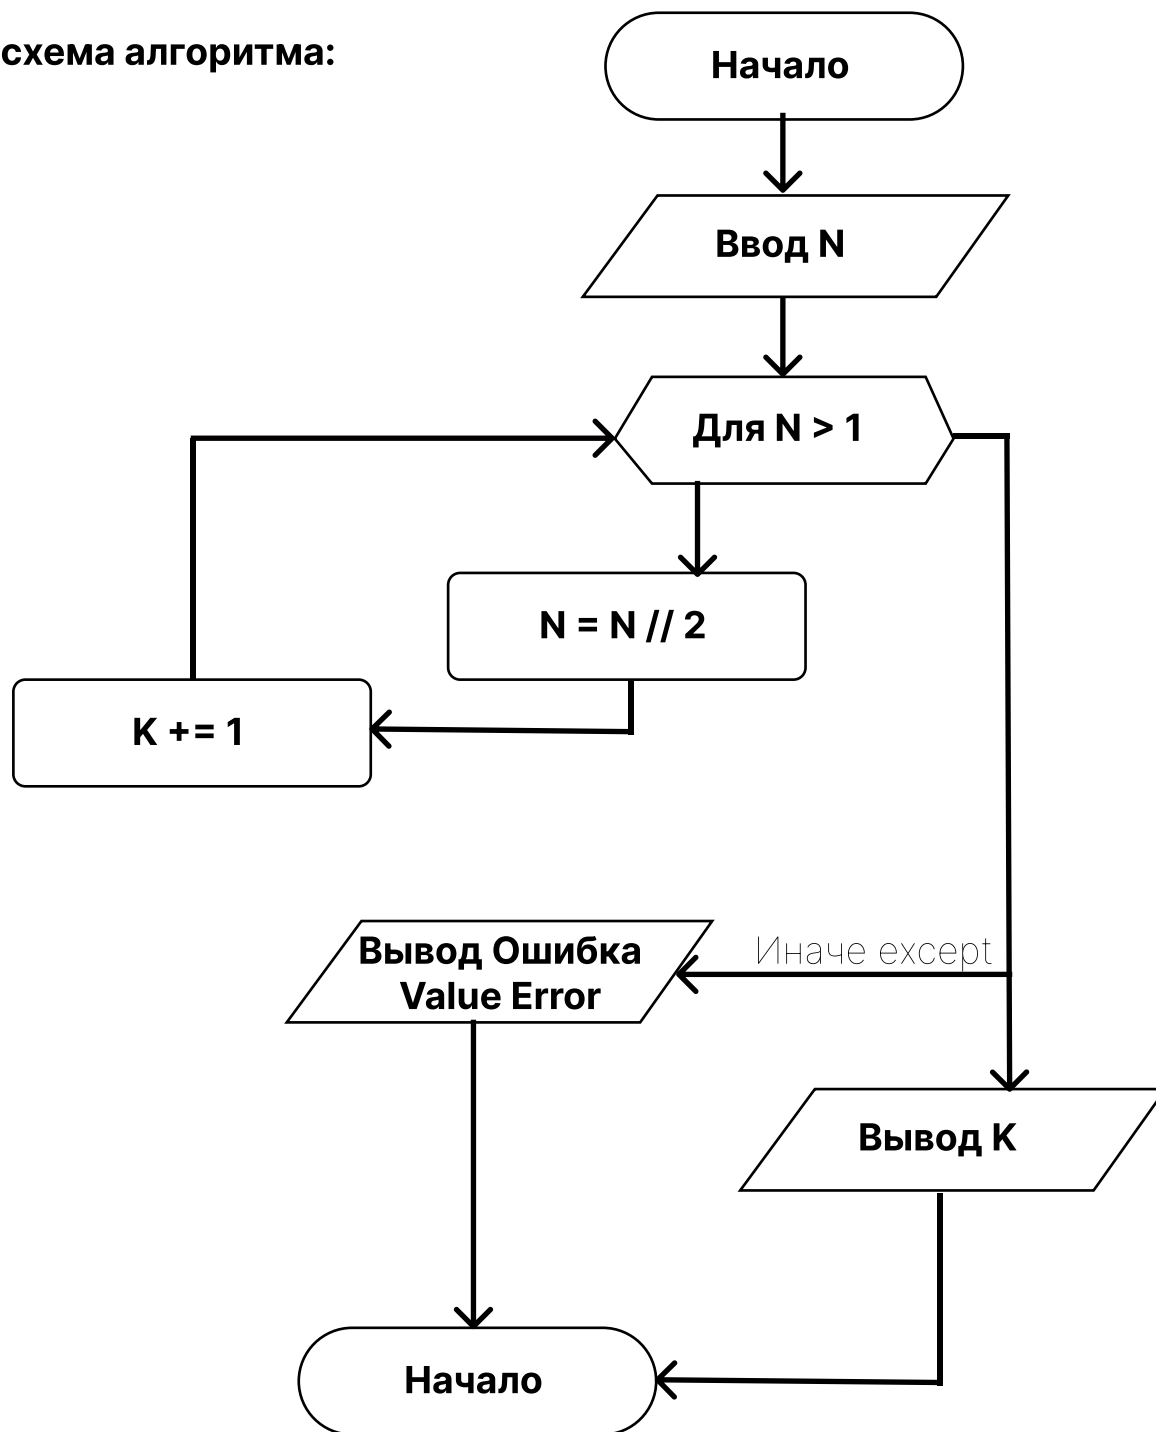 схема алгоритма:
Начало
Ввод N
Для N > 1
N = N // 2
K += 1
Иначе except
Вывод Ошибка
Value Error
Вывод K
Начало